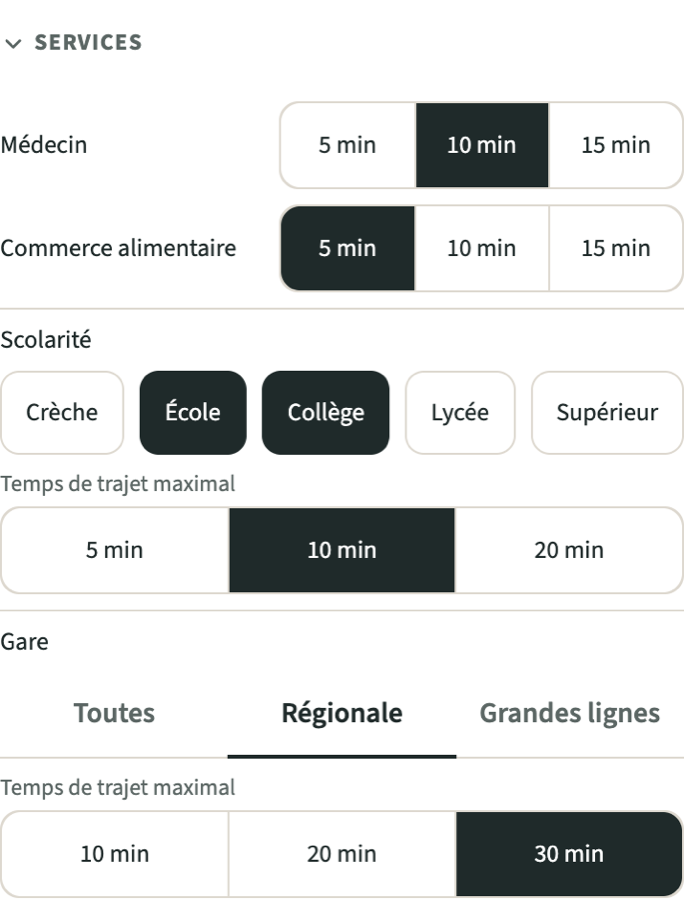 SERVICES
Médecin 5 min 10 min 15 min
Commerce alimentaire 5 min 10 min 15 min
Scolarité
Crèche École Collège Lycée Supérieur
Temps de trajet maximal
5 min 10 min 20 min
Gare
Toutes Régionale Grandes lignes
Temps de trajet maximal
10 min 20 min 30 min